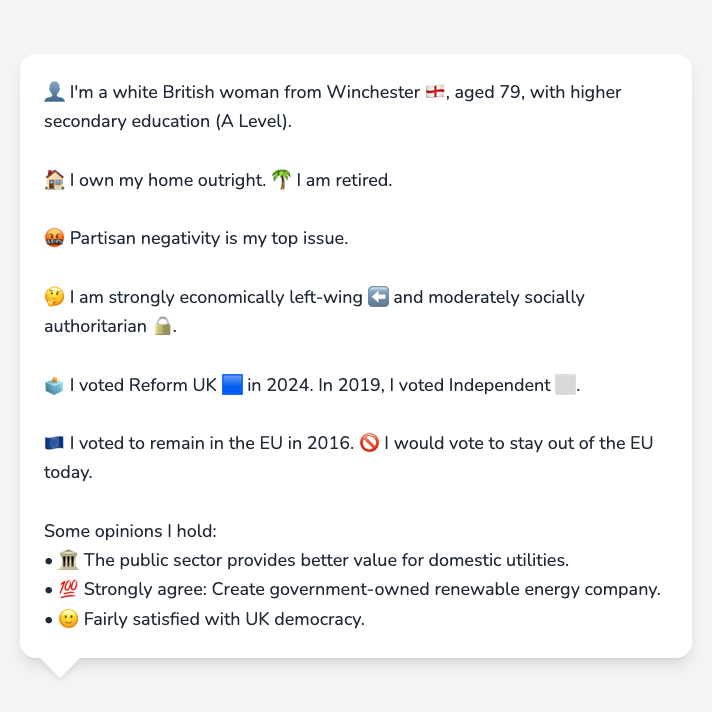 👤 I'm a white British woman from Winchester 🏴󠁧󠁢󠁥󠁮󠁧󠁿, aged 79, with higher
secondary education (A Level).
🏠 I own my home outright. 🌴 I am retired.
🤬 Partisan negativity is my top issue.
🤔 I am strongly economically left-wing ⬅️ and moderately socially
authoritarian 🔒.
🗳️ I voted Reform UK 🟦 in 2024. In 2019, I voted Independent ⬜.
🇪🇺 I voted to remain in the EU in 2016. 🚫 I would vote to stay out of the EU
today.
Some opinions I hold:
• 🏛️ The public sector provides better value for domestic utilities.
• 💯 Strongly agree: Create government-owned renewable energy company.
• 🙂 Fairly satisfied with UK democracy.